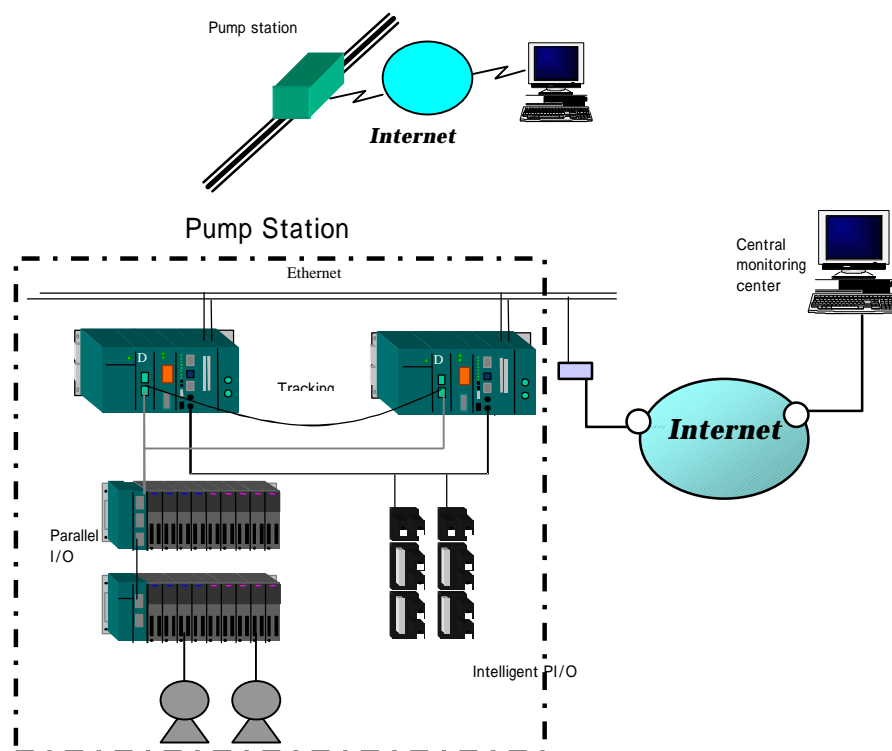 Pump station
Internet
Pump Station
Ethernet
Central
monitoring
center
D
D
Tracking
Internet
Parallel
I/O
Intelligent PI/O